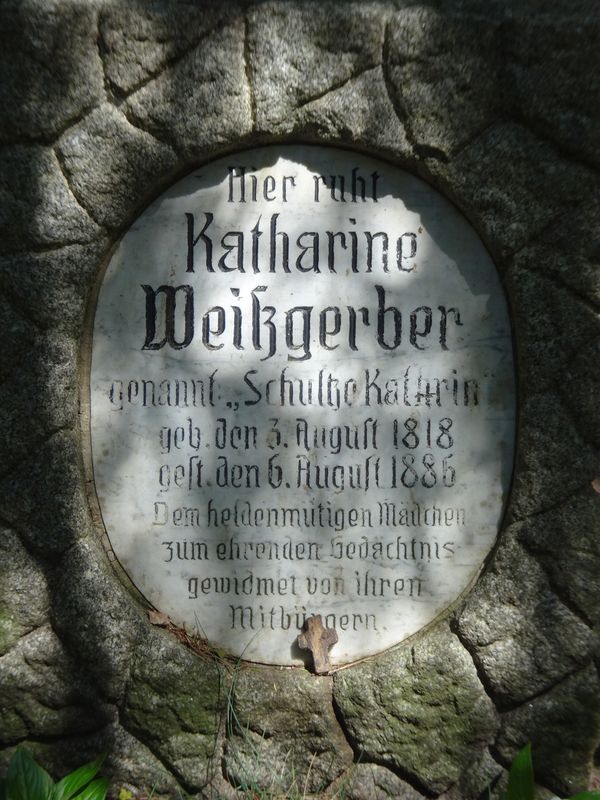 Hier ruht
Katharine
Weißgerber
genannt „Schultze Kathrin“
geb. den 3. August 1818
gest. den 6. August 1886
Dem heldenmütigen Mädchen
zum ehrenden Gedächtnis
gewidmet von ihren
Mitbürgern.